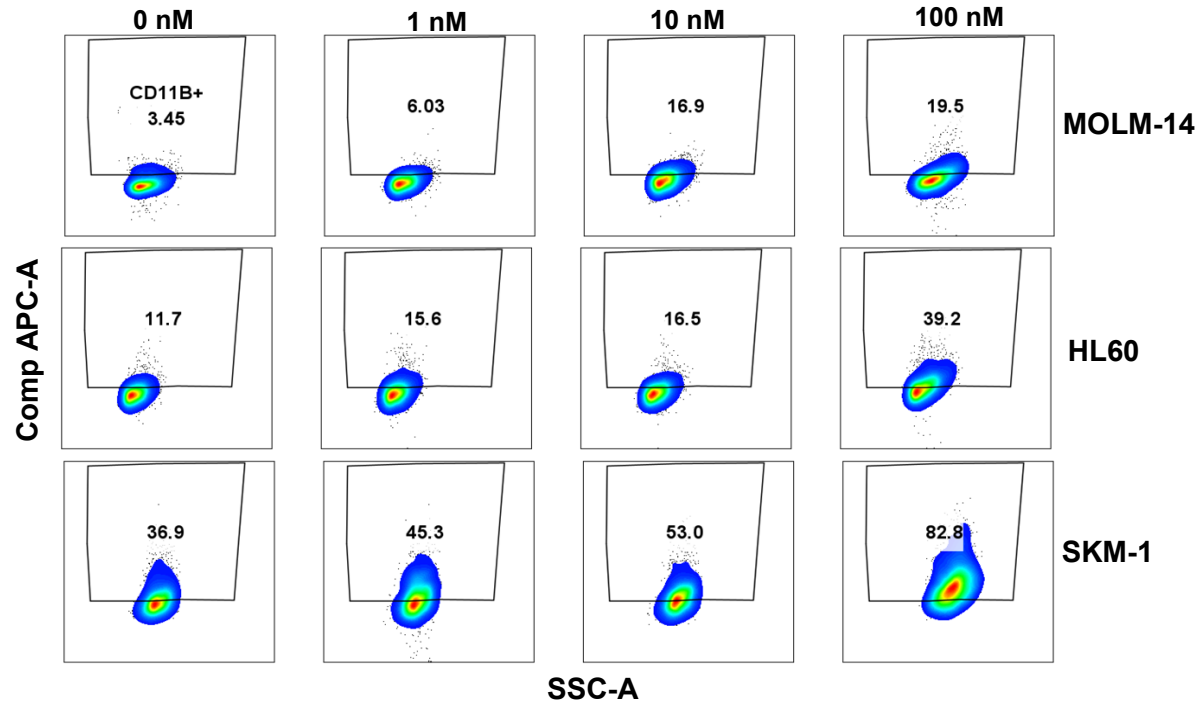 0 nM 1 nM 10 nM 100 nM
CD11B+
3.45
6.03
16.9
19.5
MOLM-14
Comp APC-A
11.7
15.6
16.5
39.2
HL60
36.9
45.3
53.0
82.8
SKM-1
SSC-A